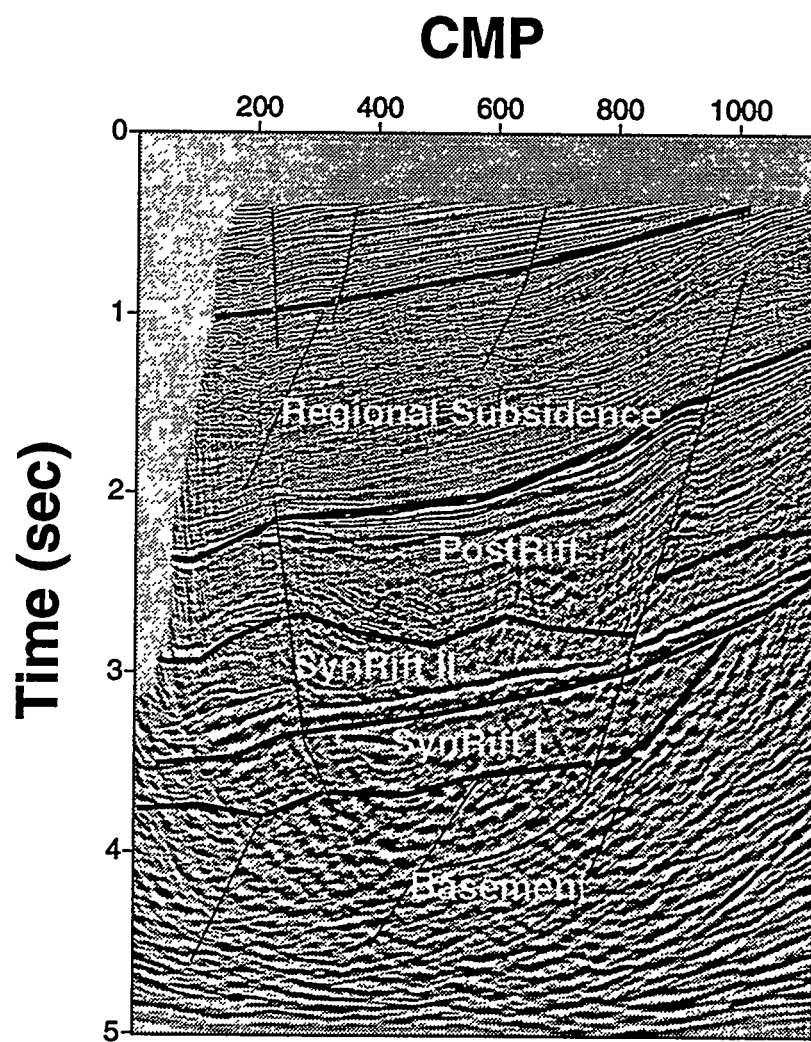 CMP
200 400 600 800 1000
0
1
Regional Subsidence
2
PostRift
SynRift II
3
SynRift I
4
Basement
5
Time (sec)